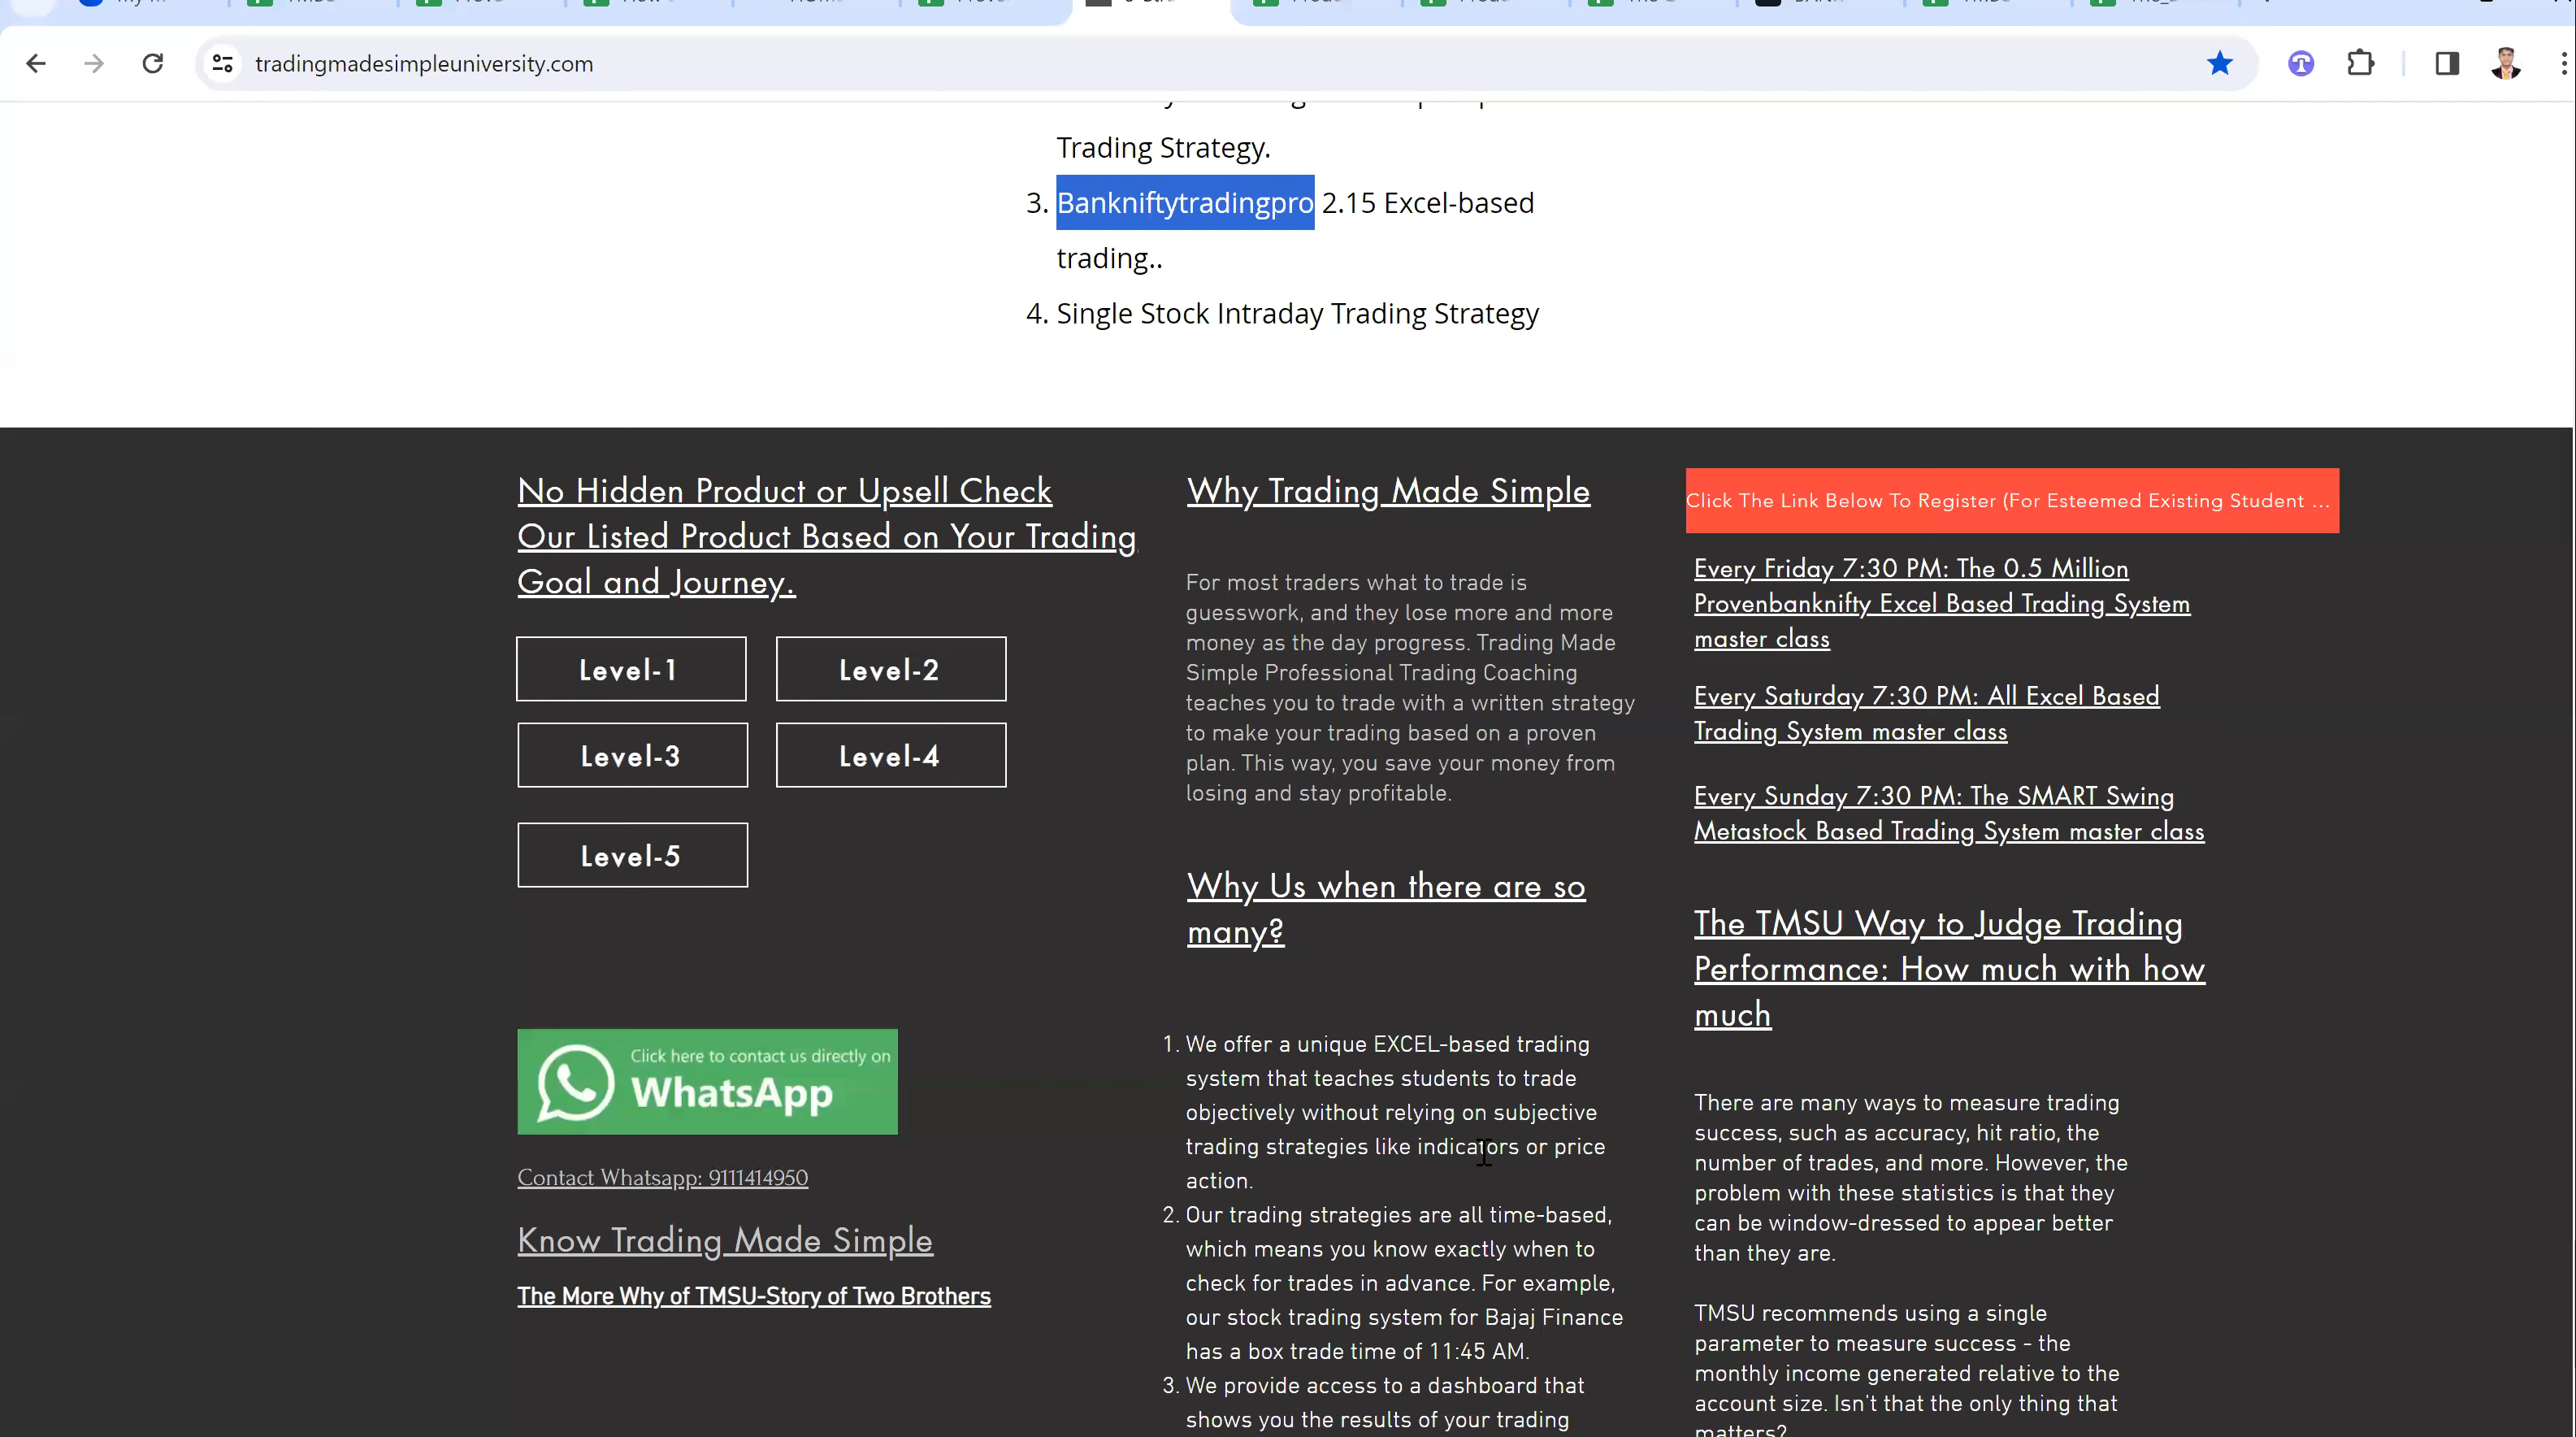 tradingmadesimpleuniversity.com
Trading Strategy.
3. Bankniftytradingpro 2.15 Excel-based
trading..
4. Single Stock Intraday Trading Strategy
No Hidden Product or Upsell Check
Our Listed Product Based on Your Trading
Goal and Journey.
Level-1
Level-2
Level-3
Level-4
Level-5
Click here to contact us directly on
WhatsApp
Contact Whatsapp: 9111414950
Know Trading Made Simple
The More Why of TMSU-Story of Two Brothers
Why Trading Made Simple
For most traders what to trade is
guesswork, and they lose more and more
money as the day progress. Trading Made
Simple Professional Trading Coaching
teaches you to trade with a written strategy
to make your trading based on a proven
plan. This way, you save your money from
losing and stay profitable.
Why Us when there are so
many?
1. We offer a unique EXCEL-based trading
system that teaches students to trade
objectively without relying on subjective
trading strategies like indicators or price
action.
2. Our trading strategies are all time-based,
which means you know exactly when to
check for trades in advance. For example,
our stock trading system for Bajaj Finance
has a box trade time of 11:45 AM.
3. We provide access to a dashboard that
shows you the results of your trading
Click The Link Below To Register (For Esteemed Existing Student ...
Every Friday 7:30 PM: The 0.5 Million
Provenbanknifty Excel Based Trading System
master class
Every Saturday 7:30 PM: All Excel Based
Trading System master class
Every Sunday 7:30 PM: The SMART Swing
Metastock Based Trading System master class
The TMSU Way to Judge Trading
Performance: How much with how
much
There are many ways to measure trading
success, such as accuracy, hit ratio, the
number of trades, and more. However, the
problem with these statistics is that they
can be window-dressed to appear better
than they are.
TMSU recommends using a single
parameter to measure success - the
monthly income generated relative to the
account size. Isn't that the only thing that
matters?